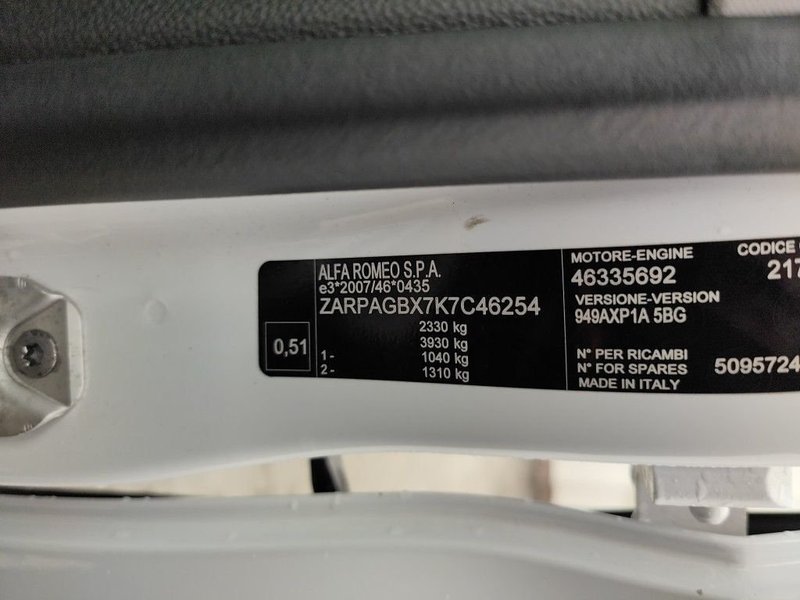 ALFA ROMEO S.P.A.
e3*2007/46*0435
ZARPAGBX7K7C46254
2330 kg
3930 kg
1- 1040 kg
2- 1310 kg
0,51
MOTORE-ENGINE
46335692
VERSIONE-VERSION
949AXP1A 5BG
N° PER RICAMBI
N° FOR SPARES
MADE IN ITALY
CODICE
217
5095724